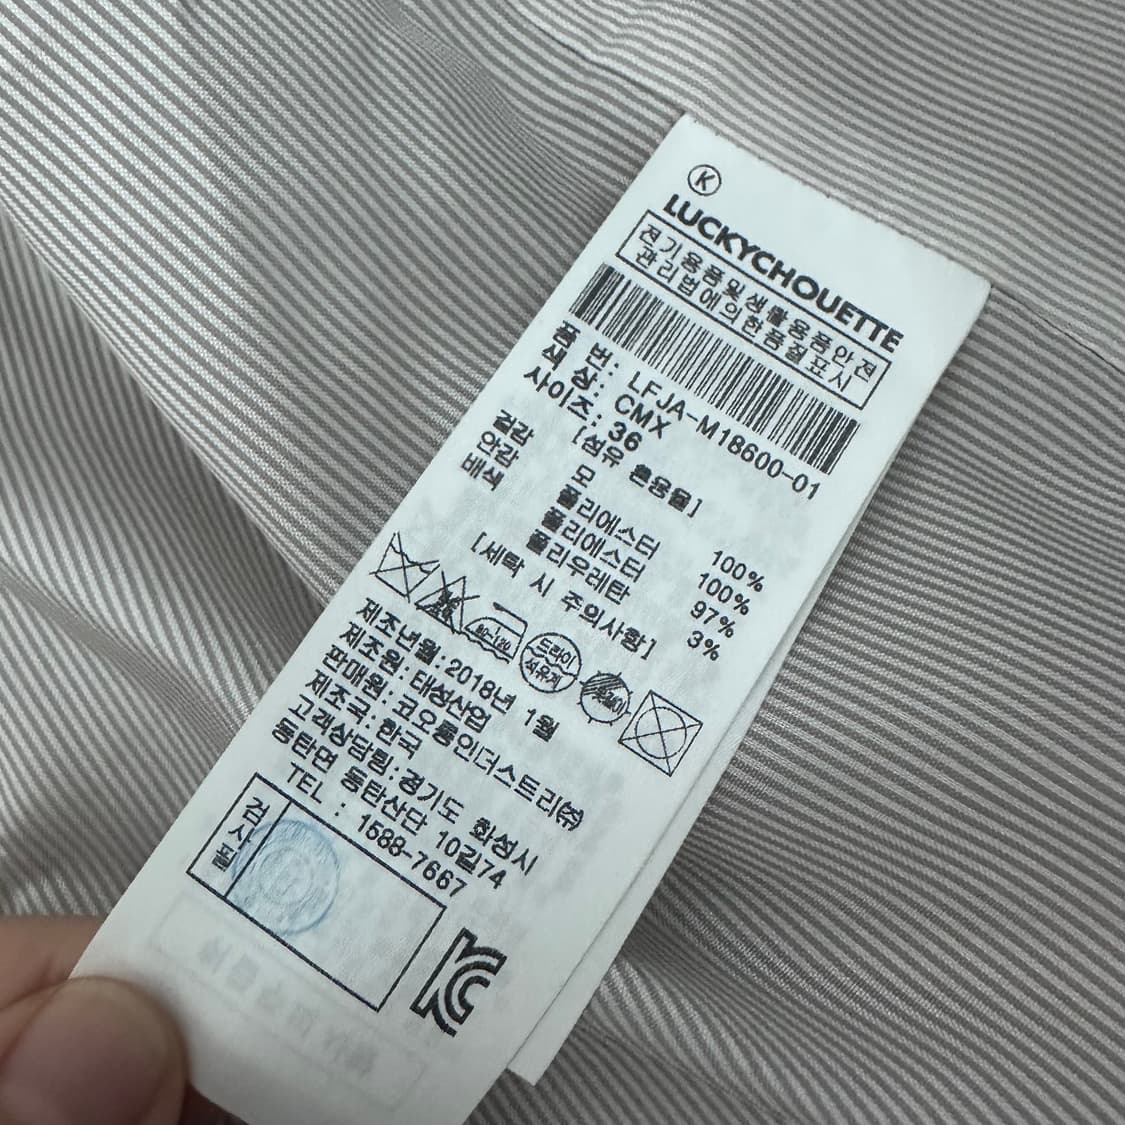 K
LUCKYCHOUETTE
전기용품및생활용품안전
관리법에의한품질표시
품 번: LFJA-M18600-01
색 상: CMX
사이즈: 36
[섬유 혼용률]
겉감 모 100%
안감 폴리에스터 100%
배색 폴리에스터 97%
폴리우레탄 3%
[세탁 시 주의사항]
80~120
드라이
석유계
제조년월:2018년 1월
제조원:태성산업
판매원:코오롱인더스트리㈜
제조국:한국
고객상담팀:경기도 화성시
동탄면 동탄산단 10길74
TEL : 1588-7667
검사필